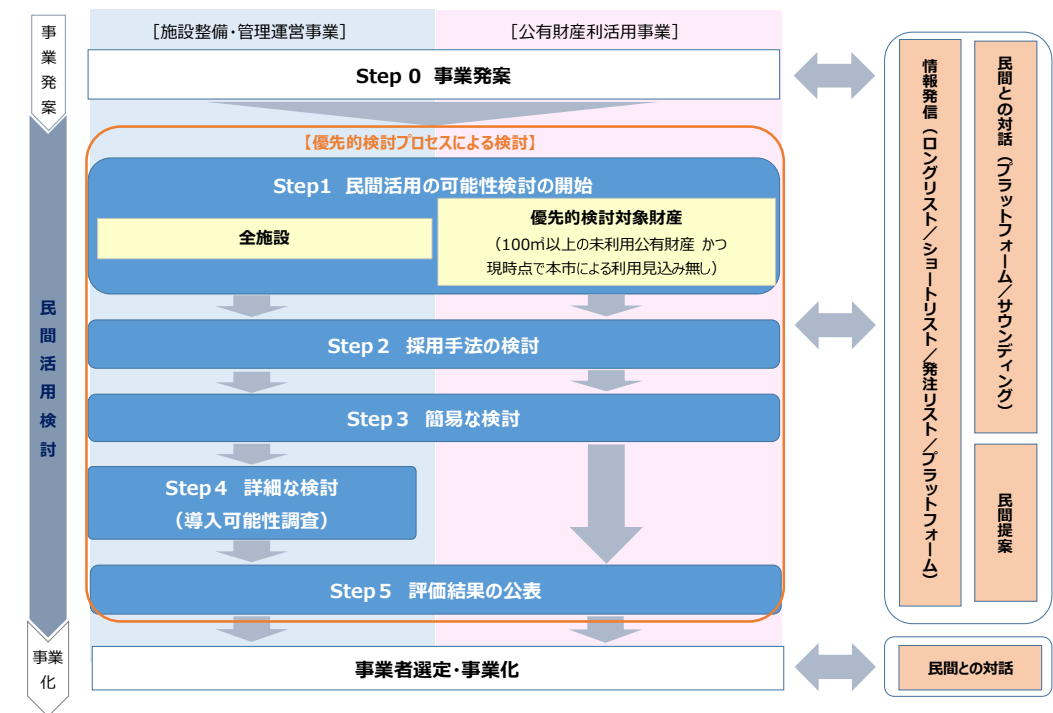 事業発案
民間活用検討
事業化
［施設整備・管理運営事業］
［公有財産利活用事業］
Step 0 事業発案
【優先的検討プロセスによる検討】
Step1 民間活用の可能性検討の開始
全施設
優先的検討対象財産
（100㎡以上の未利用公有財産 かつ
現時点で本市による利用見込み無し）
Step２ 採用手法の検討
Step３ 簡易な検討
Step４ 詳細な検討
（導入可能性調査）
Step５ 評価結果の公表
事業者選定・事業化
情報発信（ロングリスト／ショートリスト／発注リスト／プラットフォーム）
民間との対話（プラットフォーム／サウンディング）
民間提案
民間との対話